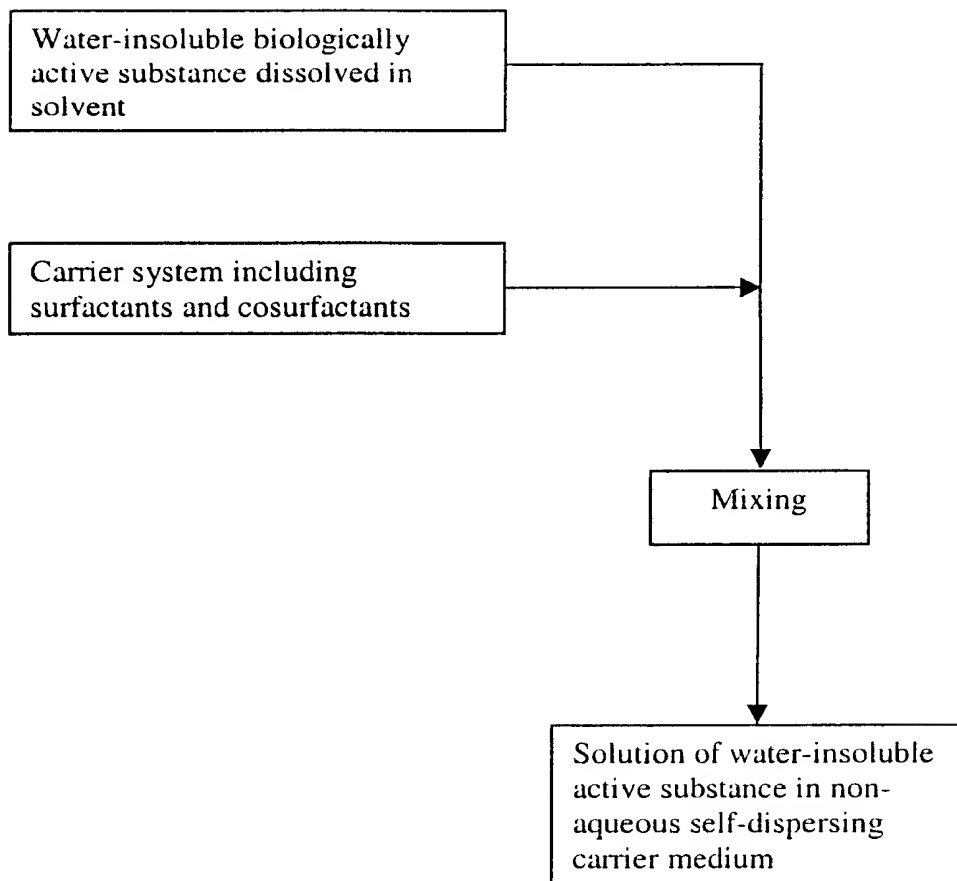 Water-insoluble biologically
active substance dissolved in
solvent
Carrier system including
surfactants and cosurfactants
Mixing
Solution of water-insoluble
active substance in non-
aqueous self-dispersing
carrier medium